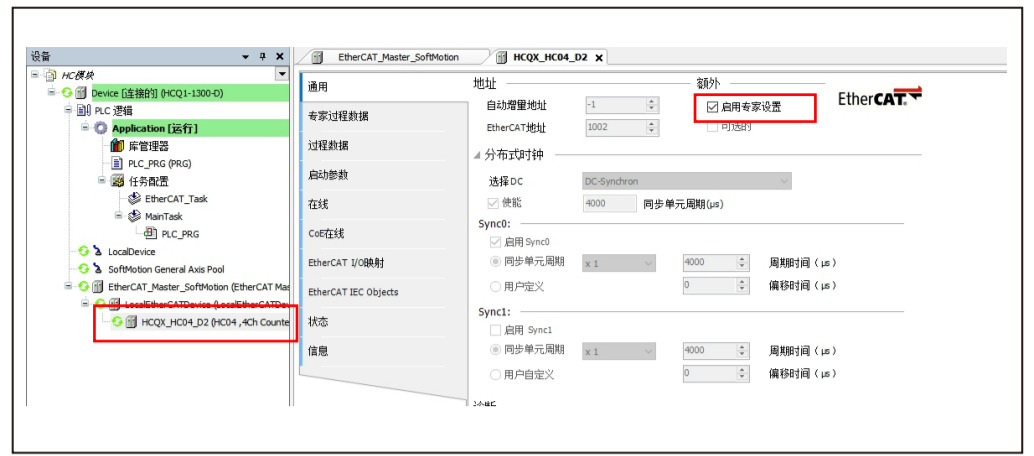 设备
HC模块
Device [连接的] (HCQ1-1300-D)
PLC 逻辑
Application [运行]
库管理器
PLC_PRG (PRG)
任务配置
EtherCAT_Task
MainTask
PLC_PRG
LocalDevice
SoftMotion General Axis Pool
EtherCAT_Master_SoftMotion (EtherCAT Mas
LocalEtherCATDevice (LocalEtherCATDev
HCQX_HC04_D2 (HC04 ,4Ch Counte
EtherCAT_Master_SoftMotion
HCQX_HC04_D2
通用
专家过程数据
过程数据
启动参数
在线
CoE在线
EtherCAT I/O映射
EtherCAT IEC Objects
状态
信息
地址
额外
自动增量地址 -1
启用专家设置
EtherCAT地址 1002
可选的
EtherCAT.
分布式时钟
选择DC DC-Synchron
使能 4000 同步单元周期(μs)
Sync0:
启用 Sync0
同步单元周期 x 1 4000 周期时间(μs)
用户定义 0 偏移时间(μs)
Sync1:
启用 Sync1
同步单元周期 x 1 4000 周期时间(μs)
用户自定义 0 偏移时间(μs)
诊断